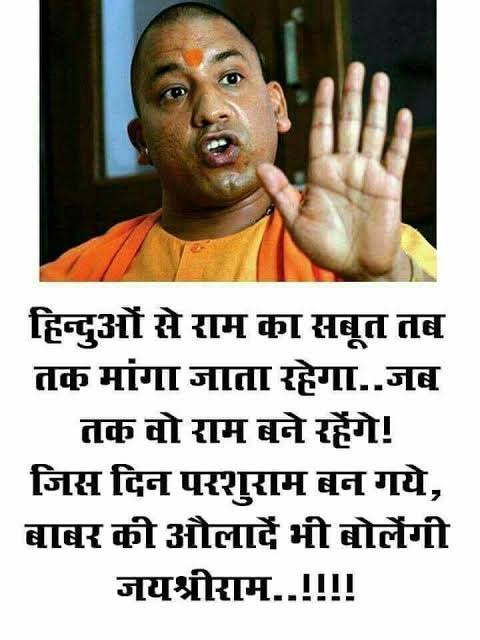 हिन्दुओं से राम का सबूत तब
तक मांगा जाता रहेगा..जब
तक वो राम बने रहेंगे!
जिस दिन परशुराम बन गये,
बाबर की औलादें भी बोलेंगी
जयश्रीराम..!!!!